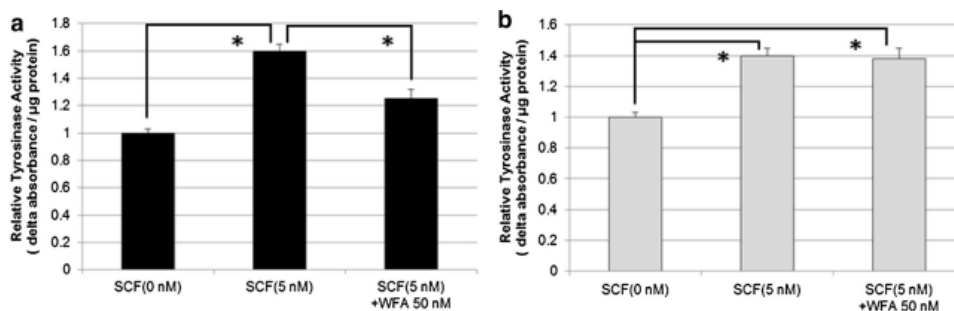 a
Relative Tyrosinase Activity
( delta absorbance / µg protein)
1.8
1.6
1.4
1.2
1
0.8
0.6
0.4
0.2
0
*
*
SCF(0 nM)
SCF(5 nM)
SCF(5 nM)
+WFA 50 nM
b
Relative Tyrosinase Activity
( delta absorbance / µg protein)
1.6
1.4
1.2
1
0.8
0.6
0.4
0.2
0
*
*
SCF(0 nM)
SCF(5 nM)
SCF(5 nM)
+WFA 50 nM